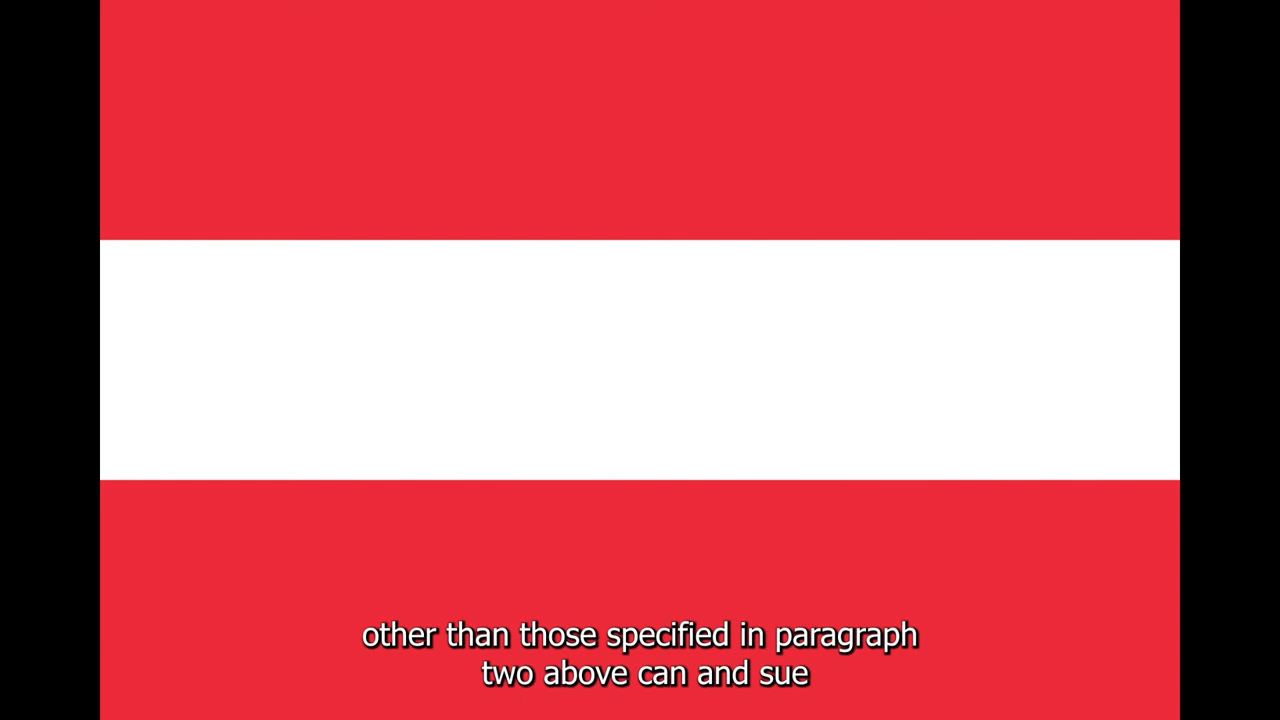 other than those specified in paragraph
two above can and sue